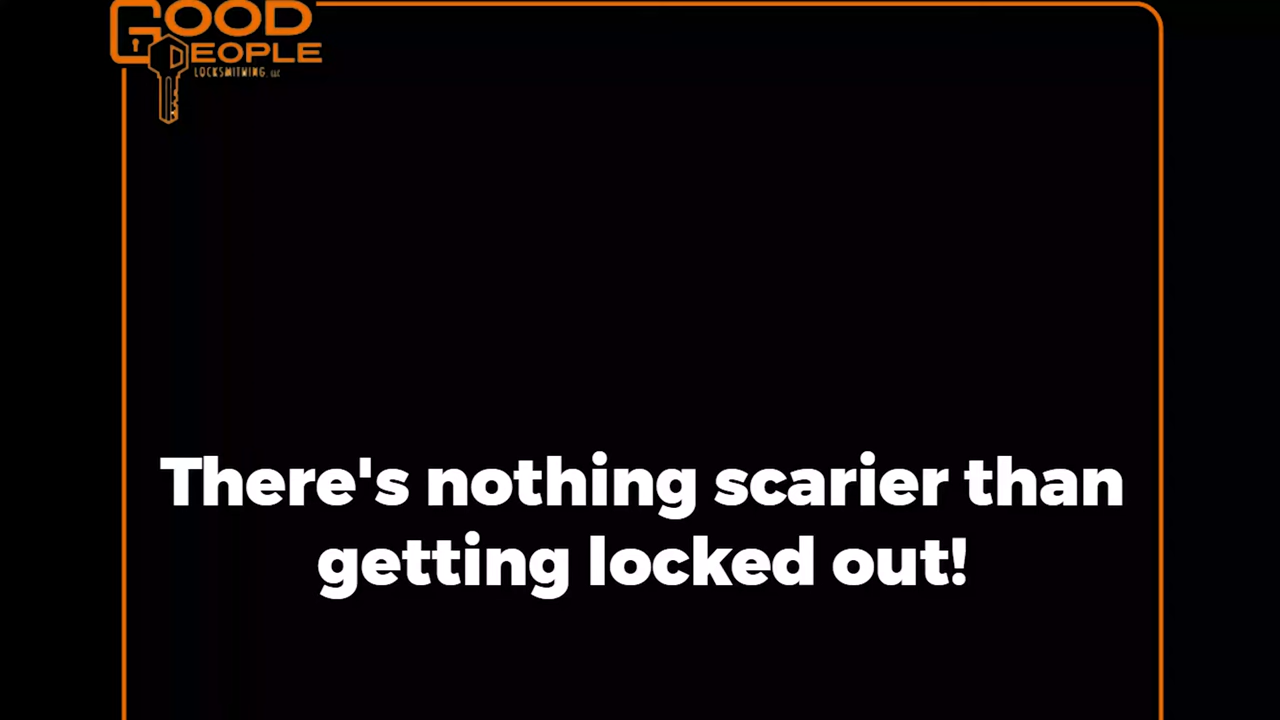 GOOD
PEOPLE
LOCKSMITHING, LLC
There's nothing scarier than
getting locked out!